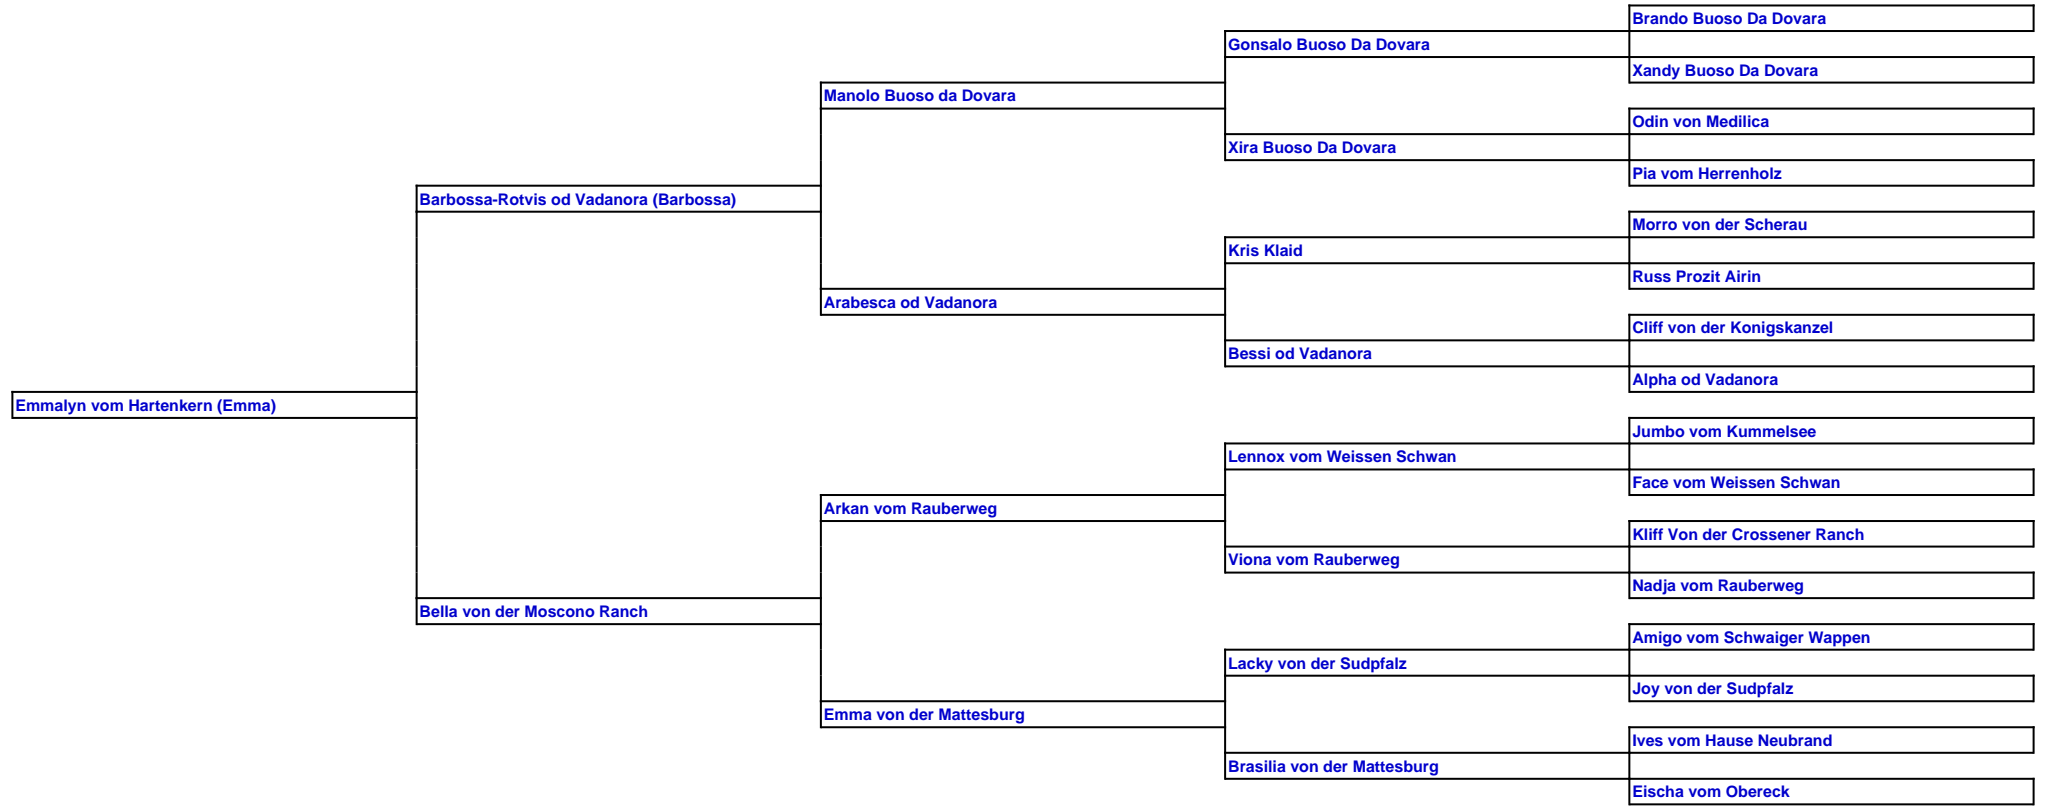 Brando Buoso Da Dovara
Gonsalo Buoso Da Dovara
Xandy Buoso Da Dovara
Manolo Buoso da Dovara
Odin von Medilica
Xira Buoso Da Dovara
Pia vom Herrenholz
Barbossa-Rotvis od Vadanora (Barbossa)
Morro von der Scherau
Kris Klaid
Russ Prozit Airin
Arabesca od Vadanora
Cliff von der Konigskanzel
Bessi od Vadanora
Alpha od Vadanora
Emmalyn vom Hartenkern (Emma)
Jumbo vom Kummelsee
Lennox vom Weissen Schwan
Face vom Weissen Schwan
Arkan vom Rauberweg
Kliff Von der Crossener Ranch
Viona vom Rauberweg
Nadja vom Rauberweg
Bella von der Moscono Ranch
Amigo vom Schwaiger Wappen
Lacky von der Sudpfalz
Joy von der Sudpfalz
Emma von der Mattesburg
Ives vom Hause Neubrand
Brasilia von der Mattesburg
Eischa vom Obereck